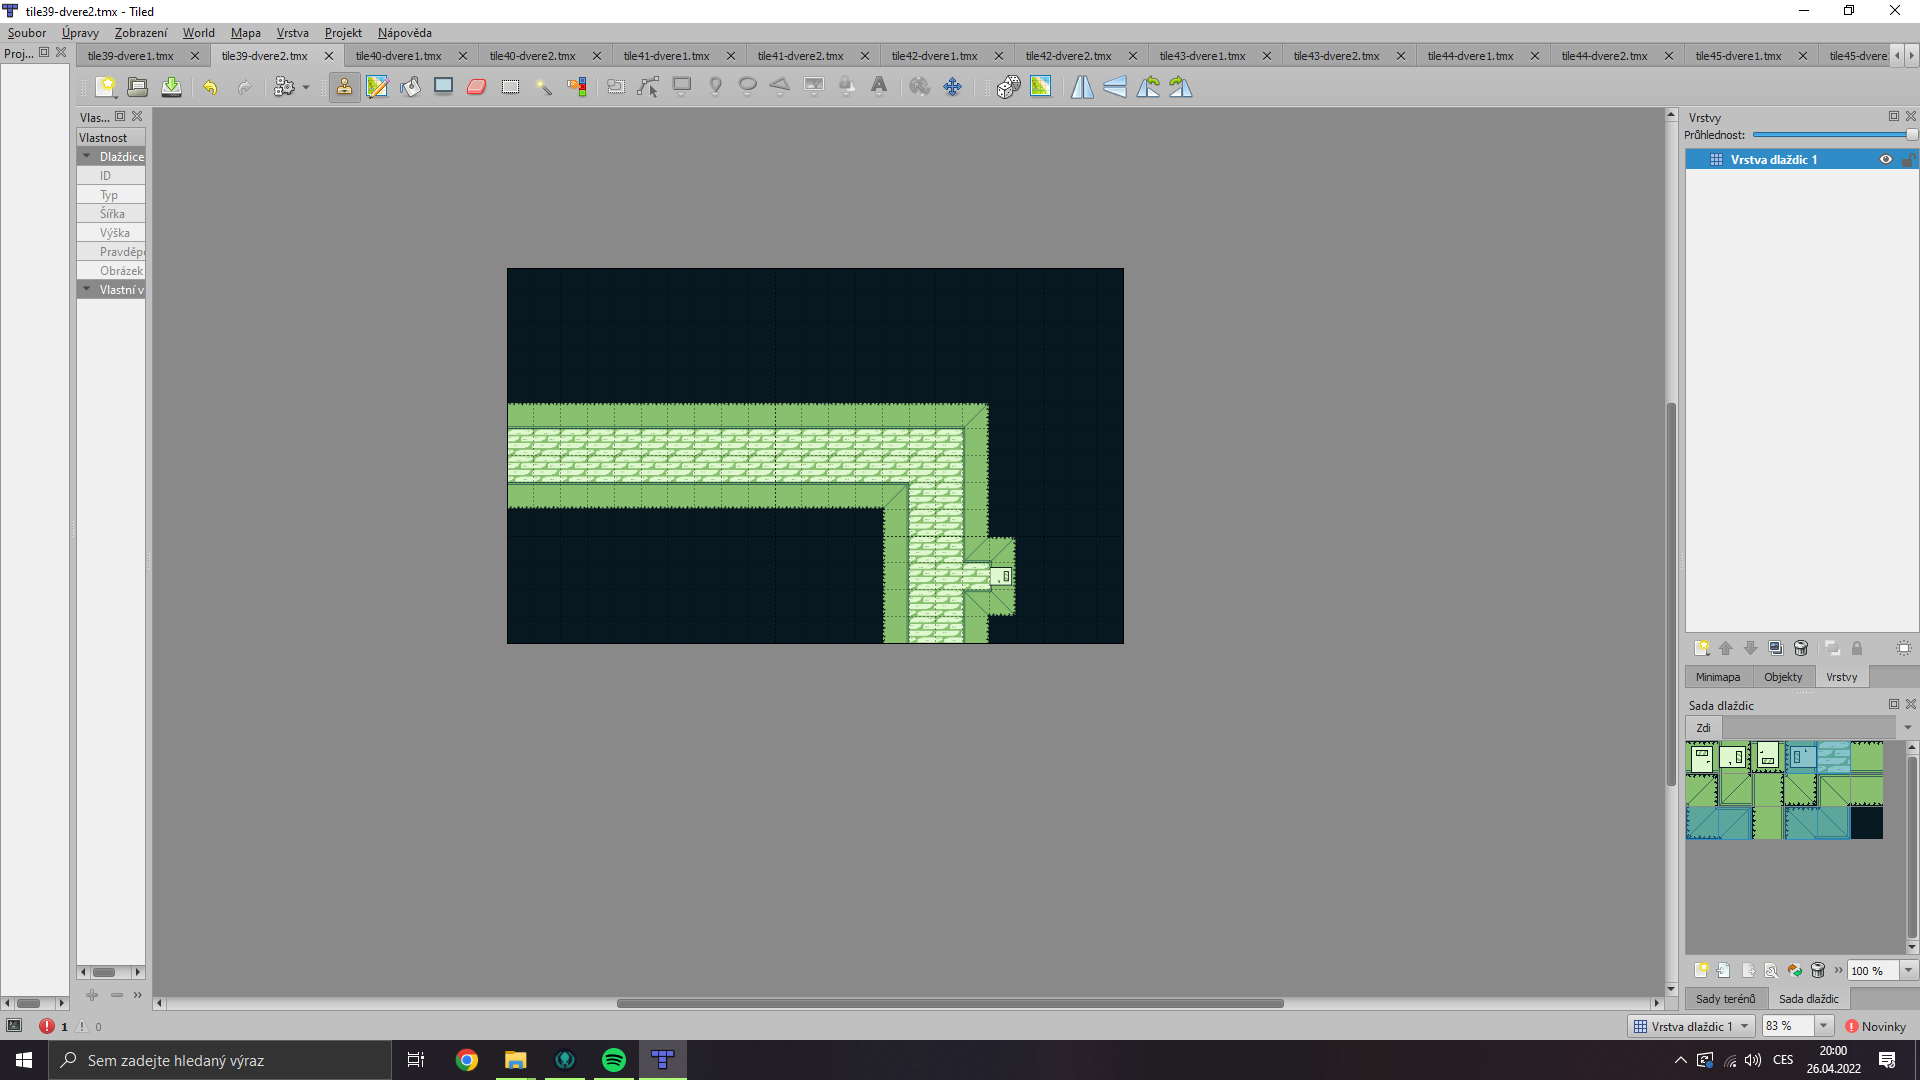 tile39-dvere2.tmx - Tiled
Soubor Úpravy Zobrazení World Mapa Vrstva Projekt Nápověda
Proj... tile39-dvere1.tmx tile39-dvere2.tmx tile40-dvere1.tmx tile40-dvere2.tmx tile41-dvere1.tmx tile41-dvere2.tmx tile42-dvere1.tmx tile42-dvere2.tmx tile43-dvere1.tmx tile43-dvere2.tmx tile44-dvere1.tmx tile44-dvere2.tmx tile45-dvere1.tmx tile45-dvere
Vlas...
Vlastnost
Dlaždice
ID
Typ
Šířka
Výška
Pravděpo
Obrázek
Vlastní v
Vrstvy
Průhlednost:
Vrstva dlaždic 1
Minimapa Objekty Vrstvy
Sada dlaždic
Zdi
100 %
Sady terénů Sada dlaždic
1 0
Vrstva dlaždic 1 83 % Novinky
Sem zadejte hledaný výraz
CES
20:00
26.04.2022